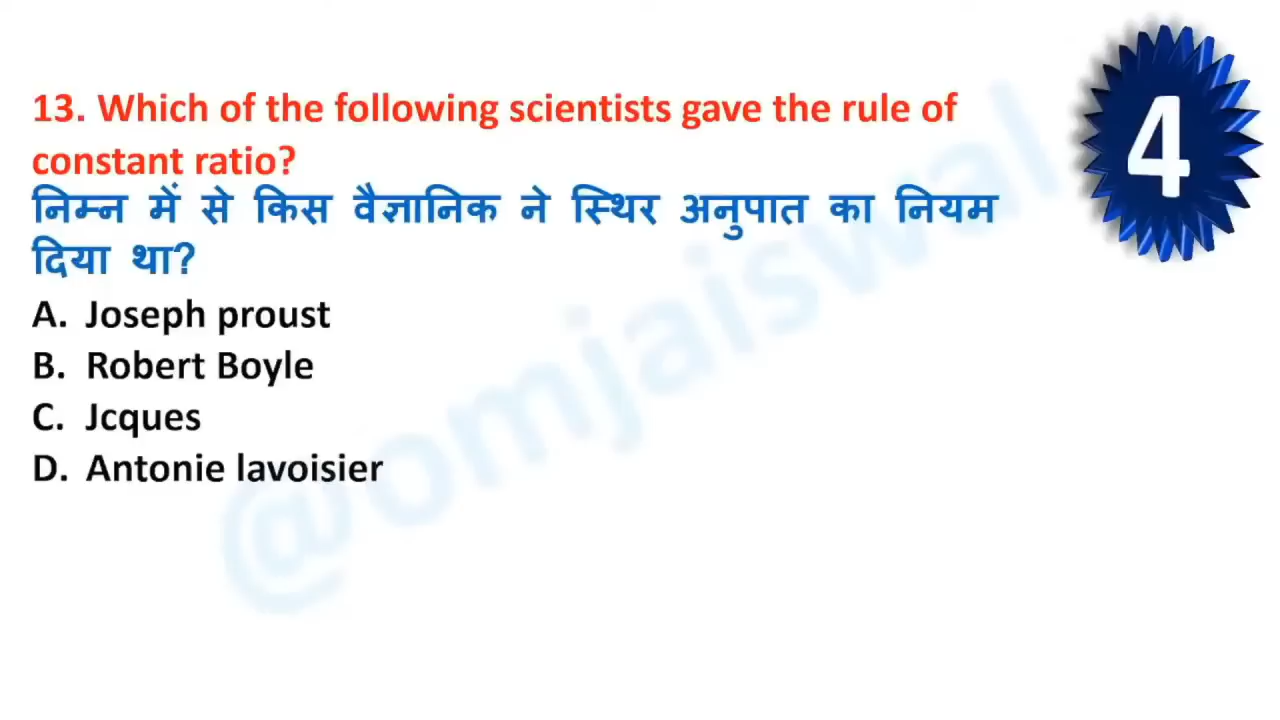 13. Which of the following scientists gave the rule of
constant ratio?
निम्न में से किस वैज्ञानिक ने स्थिर अनुपात का नियम
दिया था?
A. Joseph proust
B. Robert Boyle
C. Jcques
D. Antonie lavoisier
4
@omjaiswal